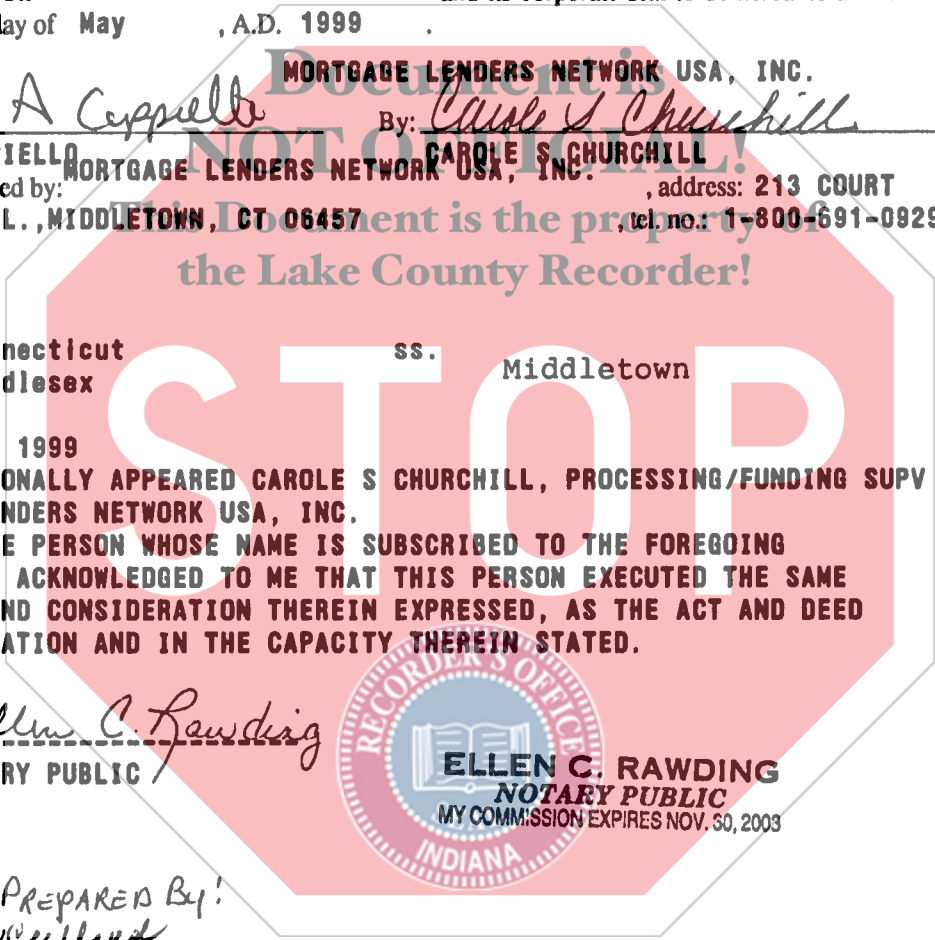 day of May , A.D. 1999 .
Document is
MORTGAGE LENDERS NETWORK USA, INC.
A Cappiello By: Carole S Churchill
NOT OFFICIAL!
IELLO CAROLE S CHURCHILL
ed by: MORTGAGE LENDERS NETWORK USA, INC. , address: 213 COURT
L.,MIDDLETOWN, CT 06457 , tel. no.: 1-800-691-0929
This Document is the property of
the Lake County Recorder!
necticut ss.
Middletown
dlesex
STOP
1999
ONALLY APPEARED CAROLE S CHURCHILL, PROCESSING/FUNDING SUPV
NDERS NETWORK USA, INC.
E PERSON WHOSE NAME IS SUBSCRIBED TO THE FOREGOING
ACKNOWLEDGED TO ME THAT THIS PERSON EXECUTED THE SAME
ND CONSIDERATION THEREIN EXPRESSED, AS THE ACT AND DEED
ATION AND IN THE CAPACITY THEREIN STATED.
RECORDER'S OFFICE
llen C. Rawding
RY PUBLIC
ELLEN C. RAWDING
NOTARY PUBLIC
MY COMMISSION EXPIRES NOV. 30, 2003
INDIANA
PREPARED By!